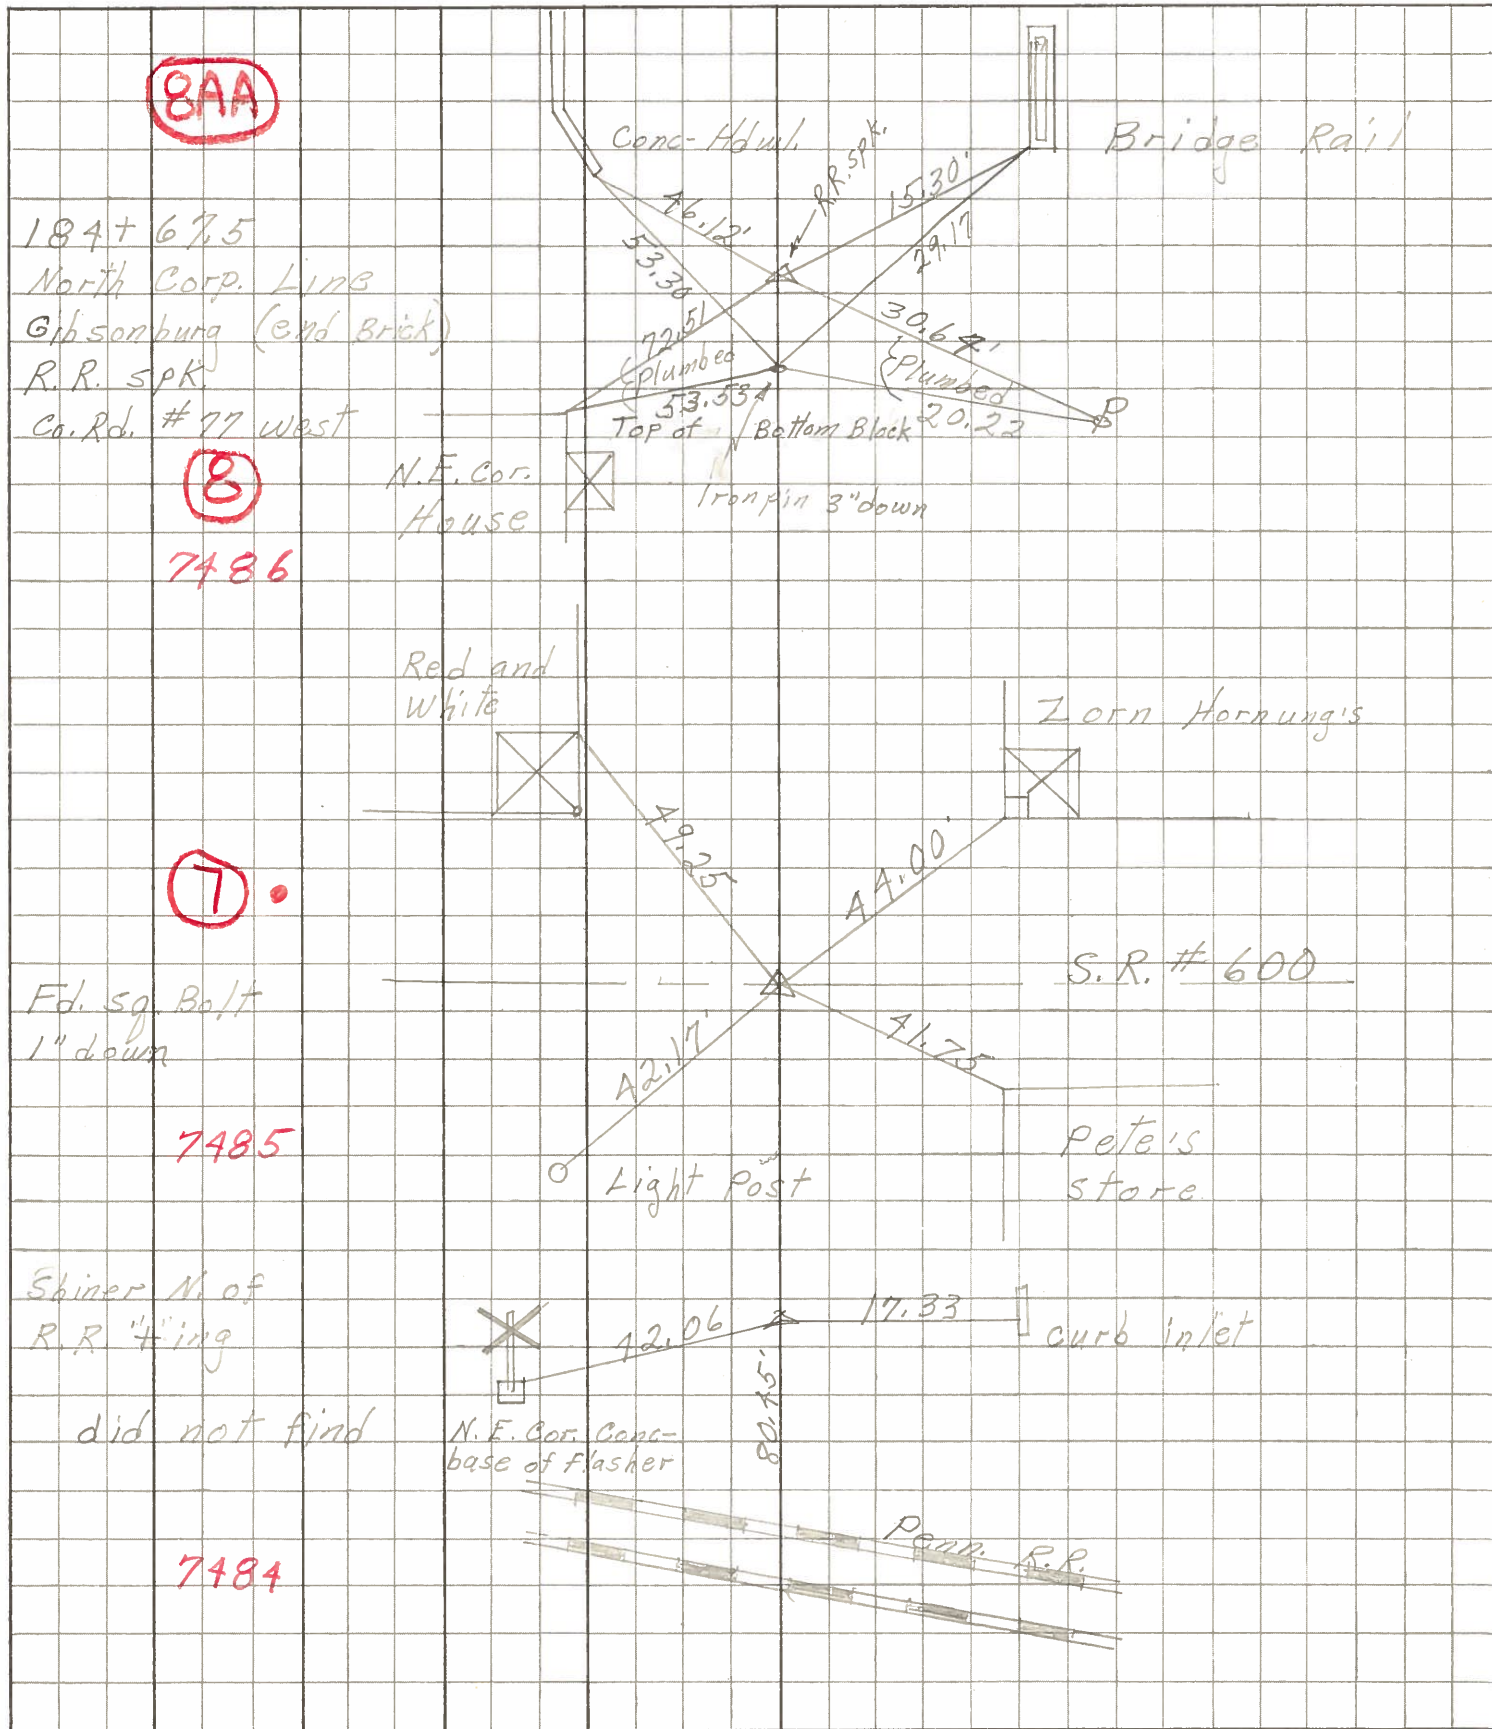 8AA
Conc-Hdwl.
R.R. spk.
Bridge Rail
46.12'
15.30'
53.30'
29.17
184+67.5
North Corp. Line
Gibsonburg (end Brick)
R.R. spk.
Co. Rd. #77 west
72.51
(plumbed
53.53
30.64'
(Plumbed
20.22
P
Top of Bottom Block
8
N.E. Cor.
House
Iron pin 3" down
7486
Red and
White
Zorn Hornung's
49.25
44.00'
7
S.R. #600
Fd. sq. Bolt
1" down
42.17'
41.75
7485
Light Post
Pete's
store
Shiner N. of
R.R. "+"ing
42.06
17.33
curb inlet
80.45'
did not find
N.E. Cor. Conc-
base of flasher
Penn. R.R.
7484